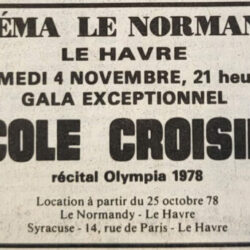 ÉMA LE NORMAN
LE HAVRE
MEDI 4 NOVEMBRE, 21 heu
GALA EXCEPTIONNEL
COLE CROISI
récital Olympia 1978
Location à partir du 25 octobre 78
Le Normandy - Le Havre
Syracuse - 14, rue de Paris - Le Havre